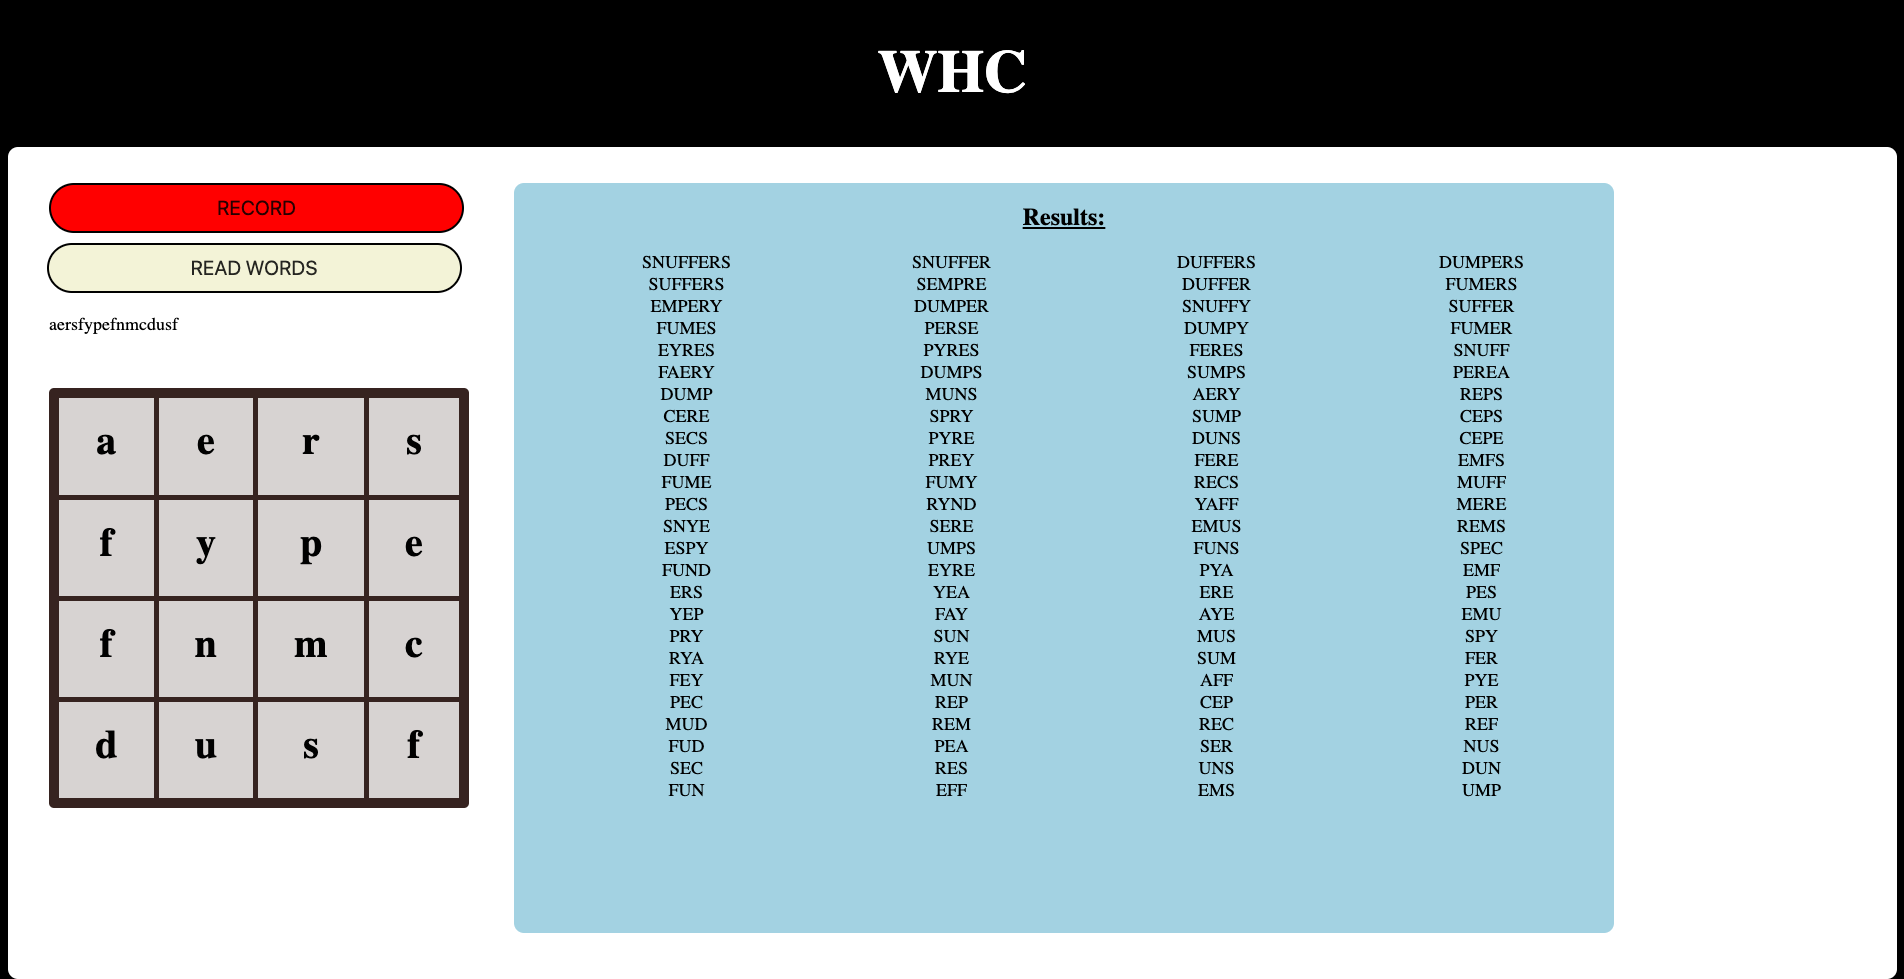 WHC
RECORD
READ WORDS
aersfypefnmcdusf
a e r s
f y p e
f n m c
d u s f
Results:
SNUFFERS SNUFFER DUFFERS DUMPERS
SUFFERS SEMPRE DUFFER FUMERS
EMPERY DUMPER SNUFFY SUFFER
FUMES PERSE DUMPY FUMER
EYRES PYRES FERES SNUFF
FAERY DUMPS SUMPS PEREA
DUMP MUNS AERY REPS
CERE SPRY SUMP CEPS
SECS PYRE DUNS CEPE
DUFF PREY FERE EMFS
FUME FUMY RECS MUFF
PECS RYND YAFF MERE
SNYE SERE EMUS REMS
ESPY UMPS FUNS SPEC
FUND EYRE PYA EMF
ERS YEA ERE PES
YEP FAY AYE EMU
PRY SUN MUS SPY
RYA RYE SUM FER
FEY MUN AFF PYE
PEC REP CEP PER
MUD REM REC REF
FUD PEA SER NUS
SEC RES UNS DUN
FUN EFF EMS UMP